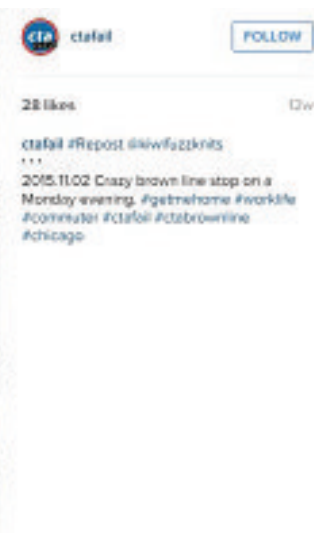 cta
ctafail
FOLLOW
28 likes
12w
ctafail #Repost @kiwifuzzknits
• • •
2015.11.02 Crazy brown line stop on a
Monday evening. #getmehome #worklife
#commuter #ctafail #ctabrownline
#chicago